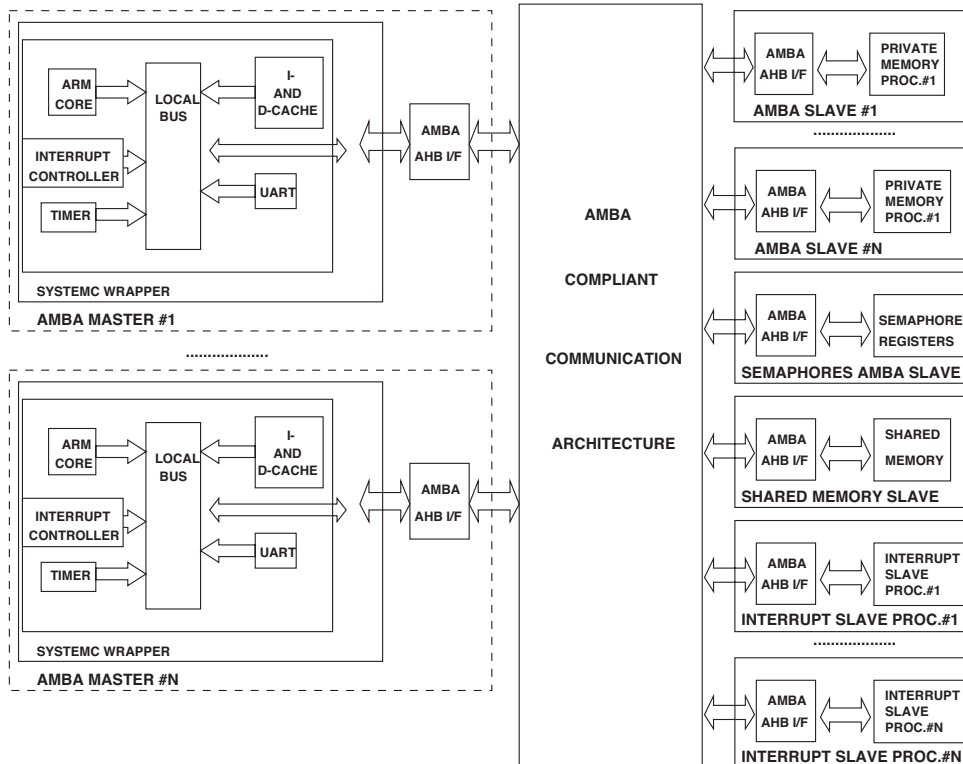 ARM
CORE
INTERRUPT
CONTROLLER
TIMER
LOCAL
BUS
I-
AND
D-CACHE
UART
SYSTEMC WRAPPER
AMBA MASTER #1
AMBA
AHB I/F
...................
ARM
CORE
INTERRUPT
CONTROLLER
TIMER
LOCAL
BUS
I-
AND
D-CACHE
UART
SYSTEMC WRAPPER
AMBA MASTER #N
AMBA
AHB I/F
AMBA
COMPLIANT
COMMUNICATION
ARCHITECTURE
AMBA
AHB I/F
PRIVATE
MEMORY
PROC.#1
AMBA SLAVE #1
...................
AMBA
AHB I/F
PRIVATE
MEMORY
PROC.#1
AMBA SLAVE #N
AMBA
AHB I/F
SEMAPHORE
REGISTERS
SEMAPHORES AMBA SLAVE
AMBA
AHB I/F
SHARED
MEMORY
SHARED MEMORY SLAVE
AMBA
AHB I/F
INTERRUPT
SLAVE
PROC.#1
INTERRUPT SLAVE PROC.#1
...................
AMBA
AHB I/F
INTERRUPT
SLAVE
PROC.#N
INTERRUPT SLAVE PROC.#N